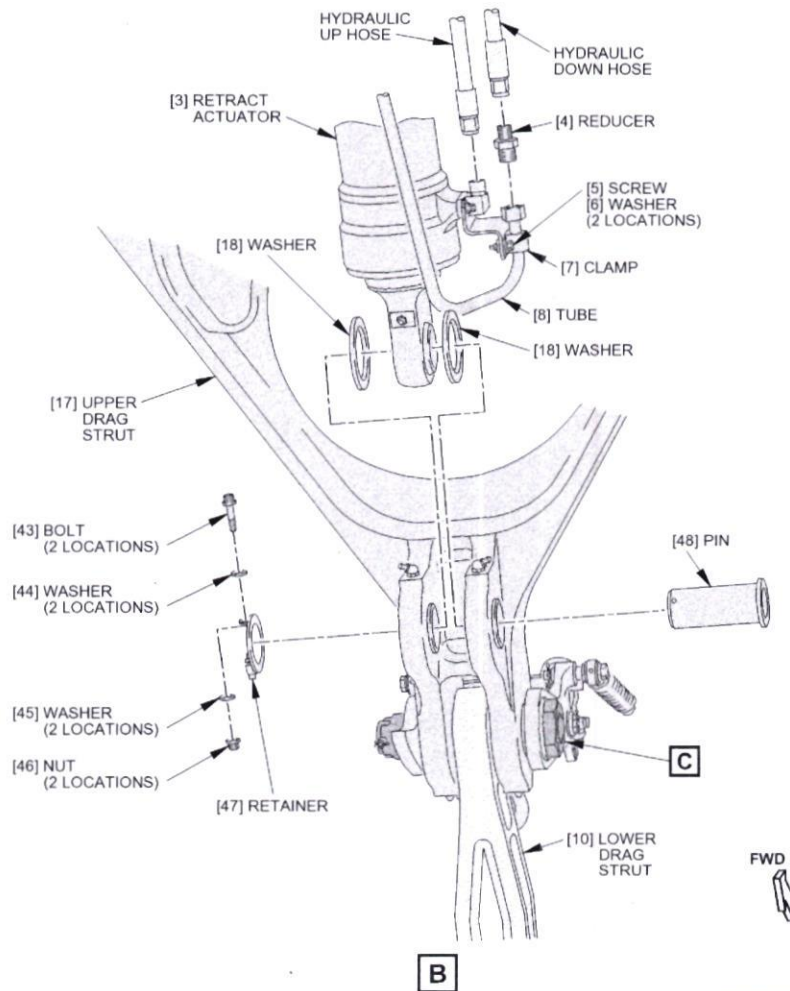 HYDRAULIC
UP HOSE
HYDRAULIC
DOWN HOSE
[3] RETRACT
ACTUATOR
[4] REDUCER
[5] SCREW
[6] WASHER
(2 LOCATIONS)
[18] WASHER
[7] CLAMP
[8] TUBE
[18] WASHER
[17] UPPER
DRAG
STRUT
[43] BOLT
(2 LOCATIONS)
[48] PIN
[44] WASHER
(2 LOCATIONS)
[45] WASHER
(2 LOCATIONS)
[46] NUT
(2 LOCATIONS)
C
[47] RETAINER
[10] LOWER
DRAG
STRUT
FWD
B